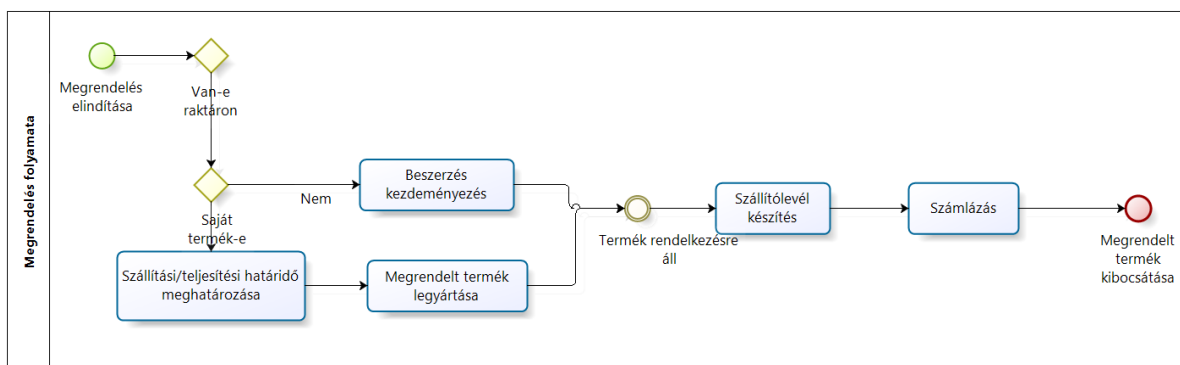 Megrendelés folyamata
Megrendelés
elindítása
Van-e
raktáron
Saját
termék-e
Nem
Beszerzés
kezdeményezés
Szállítási/teljesítési határidő
meghatározása
Megrendelt termék
legyártása
Termék rendelkezésre
áll
Szállítólevél
készítés
Számlázás
Megrendelt
termék
kibocsátása